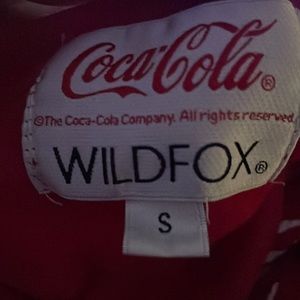 Coca-Cola®
©The Coca-Cola Company. All rights reserved
WILDFOX®
S